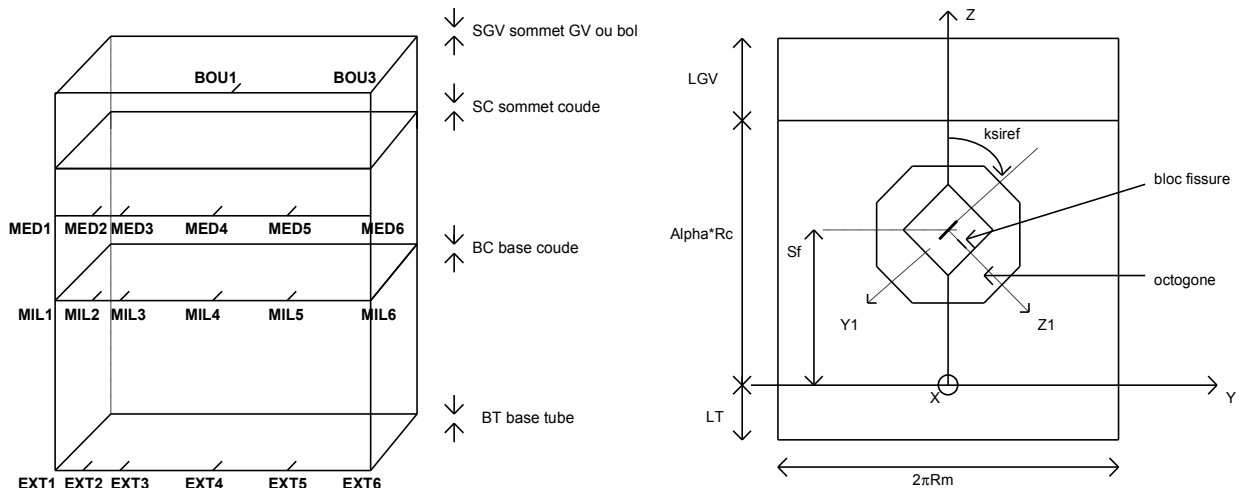 SGV sommet GV ou bol
BOU1 BOU3
SC sommet coude
MED1 MED2 MED3 MED4 MED5 MED6
BC base coude
MIL1 MIL2 MIL3 MIL4 MIL5 MIL6
BT base tube
EXT1 EXT2 EXT3 EXT4 EXT5 EXT6
Z
LGV
ksiref
bloc fissure
Alpha*Rc
Sf
octogone
Y1
Z1
X
Y
LT
2πRm